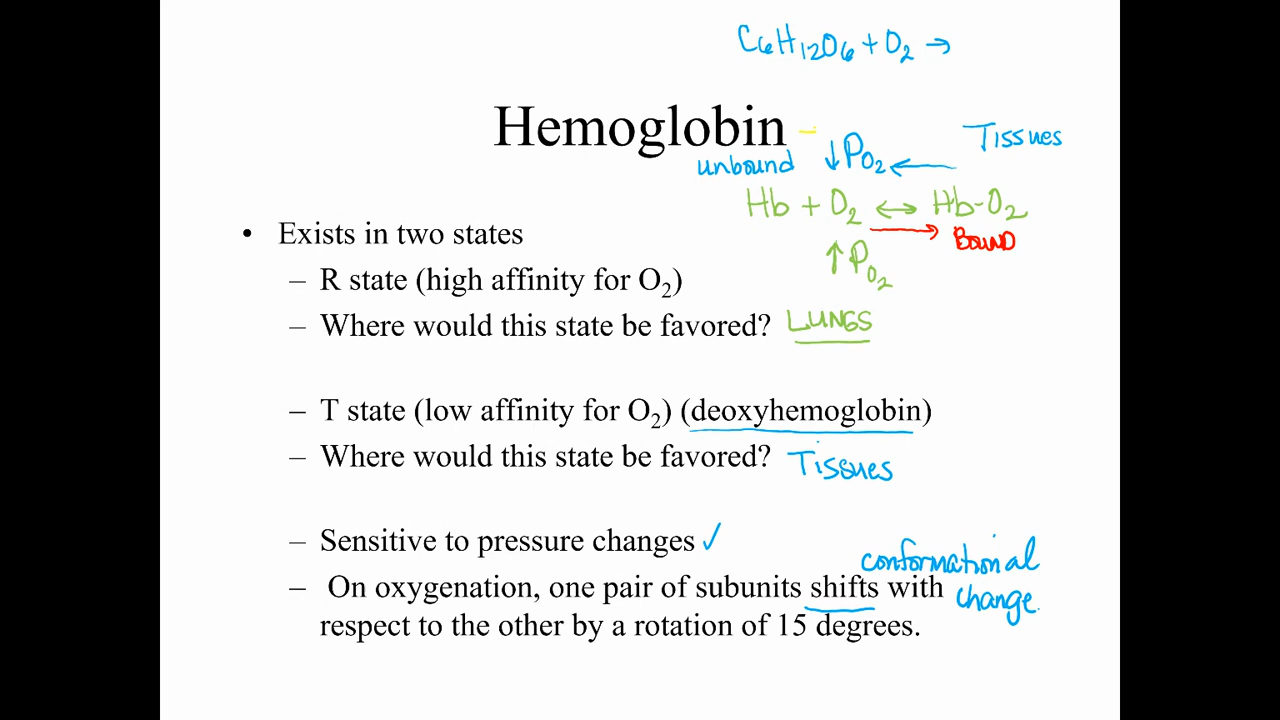 C6H12O6 + O2 →
Hemoglobin
Tissues
unbound ↓PO2 ←
Hb + O2 ↔ Hb-O2
→ BOUND
• Exists in two states
↑PO2
– R state (high affinity for O2)
– Where would this state be favored? LUNGS
– T state (low affinity for O2) (deoxyhemoglobin)
– Where would this state be favored? Tissues
– Sensitive to pressure changes ✓
conformational
– On oxygenation, one pair of subunits shifts with change
respect to the other by a rotation of 15 degrees.